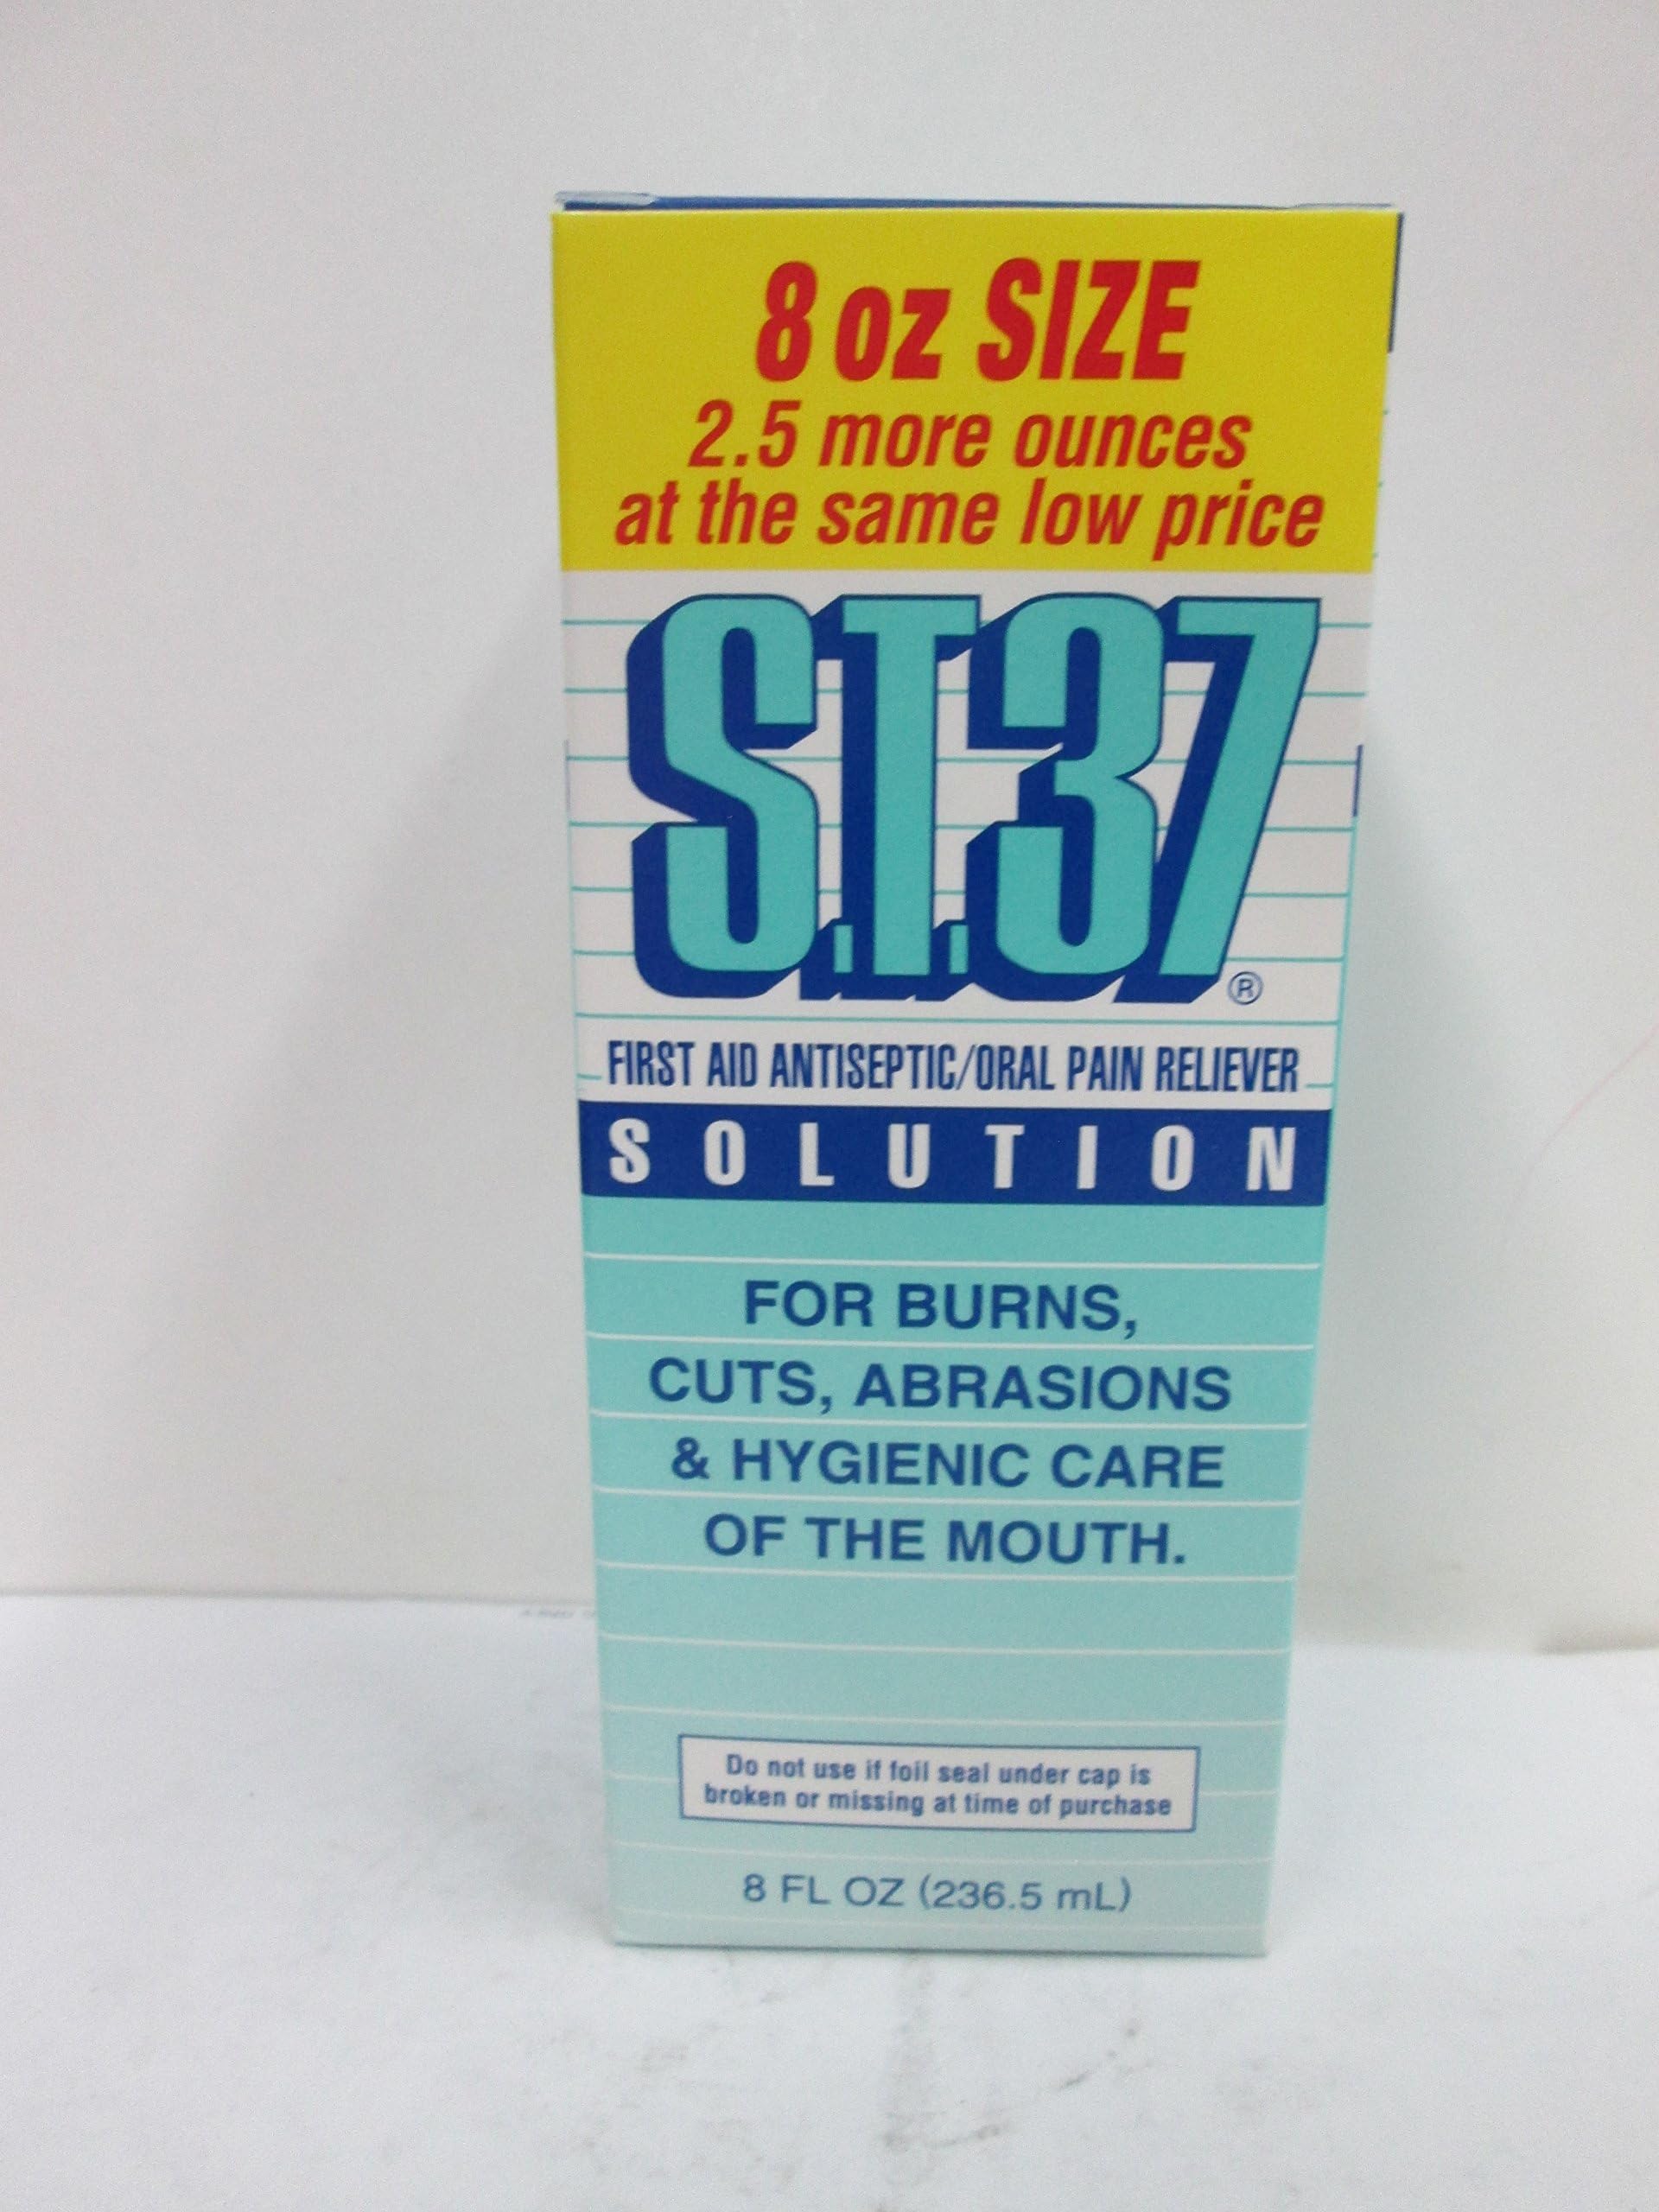 8 oz SIZE
2.5 more ounces
at the same low price
S.T.37®
FIRST AID ANTISEPTIC/ORAL PAIN RELIEVER
SOLUTION
FOR BURNS,
CUTS, ABRASIONS
& HYGIENIC CARE
OF THE MOUTH.
Do not use if foil seal under cap is
broken or missing at time of purchase
8 FL OZ (236.5 mL)